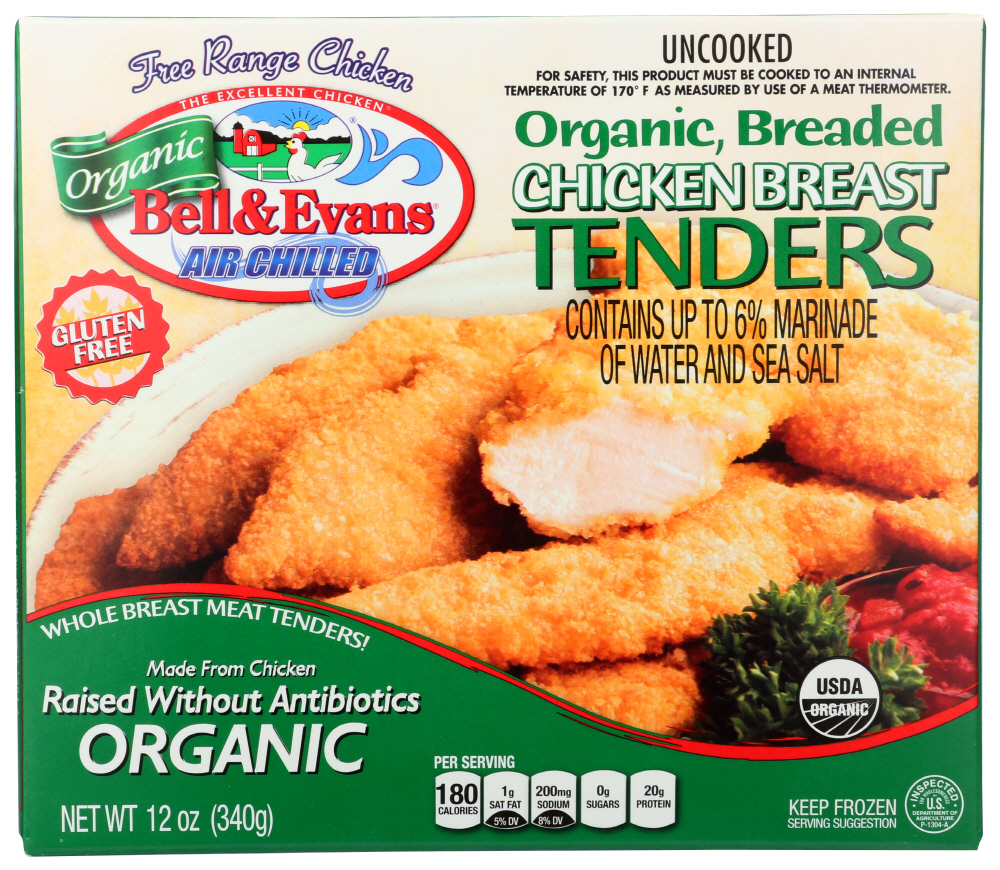 Free Range Chicken
THE EXCELLENT CHICKEN®
Organic
Bell&Evans®
AIR CHILLED
GLUTEN
FREE
UNCOOKED
FOR SAFETY, THIS PRODUCT MUST BE COOKED TO AN INTERNAL
TEMPERATURE OF 170° F AS MEASURED BY USE OF A MEAT THERMOMETER.
Organic, Breaded
CHICKEN BREAST
TENDERS
CONTAINS UP TO 6% MARINADE
OF WATER AND SEA SALT
WHOLE BREAST MEAT TENDERS!
Made From Chicken
Raised Without Antibiotics
ORGANIC
NET WT 12 oz (340g)
PER SERVING
180 CALORIES
1g SAT FAT 5% DV
200mg SODIUM 8% DV
0g SUGARS
20g PROTEIN
USDA
ORGANIC
KEEP FROZEN
SERVING SUGGESTION
INSPECTED
U.S.
DEPARTMENT OF
AGRICULTURE
P-1304-A